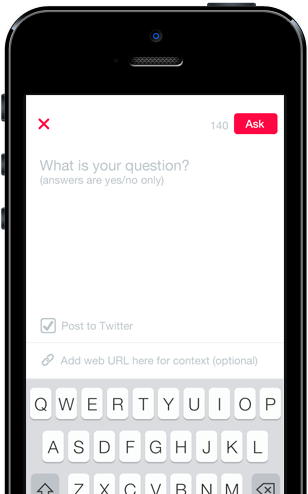 140 Ask
What is your question?
(answers are yes/no only)
Post to Twitter
Add web URL here for context (optional)
Q W E R T Y U I O P
A S D F G H J K L
Z X C V B N M